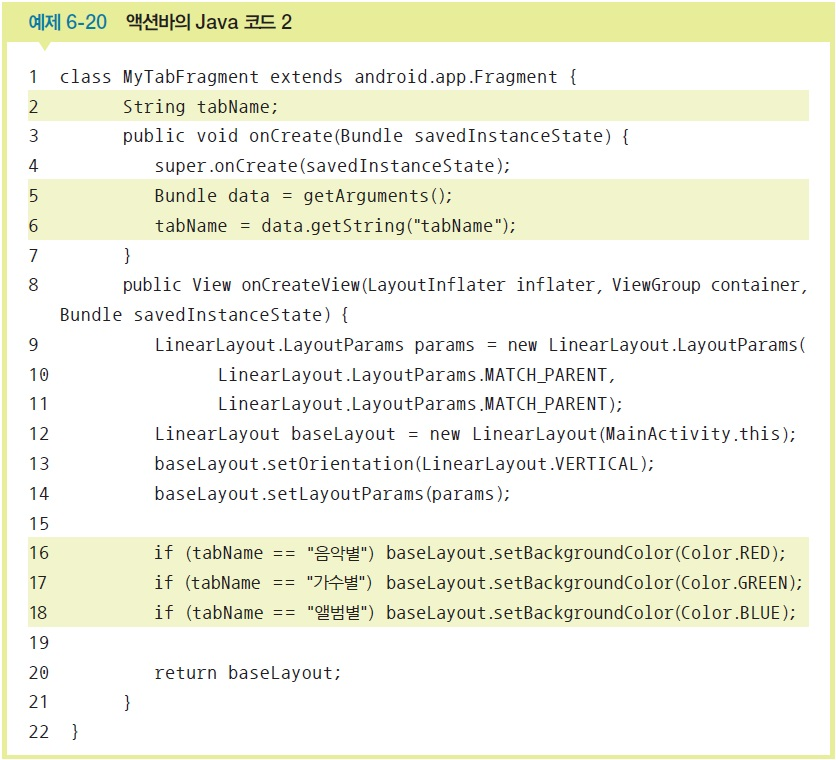 예제 6-20 액션바의 Java 코드 2
1 class MyTabFragment extends android.app.Fragment {
2 String tabName;
3 public void onCreate(Bundle savedInstanceState) {
4 super.onCreate(savedInstanceState);
5 Bundle data = getArguments();
6 tabName = data.getString("tabName");
7 }
8 public View onCreateView(LayoutInflater inflater, ViewGroup container,
Bundle savedInstanceState) {
9 LinearLayout.LayoutParams params = new LinearLayout.LayoutParams(
10 LinearLayout.LayoutParams.MATCH_PARENT,
11 LinearLayout.LayoutParams.MATCH_PARENT);
12 LinearLayout baseLayout = new LinearLayout(MainActivity.this);
13 baseLayout.setOrientation(LinearLayout.VERTICAL);
14 baseLayout.setLayoutParams(params);
15
16 if (tabName == "음악별") baseLayout.setBackgroundColor(Color.RED);
17 if (tabName == "가수별") baseLayout.setBackgroundColor(Color.GREEN);
18 if (tabName == "앨범별") baseLayout.setBackgroundColor(Color.BLUE);
19
20 return baseLayout;
21 }
22 }